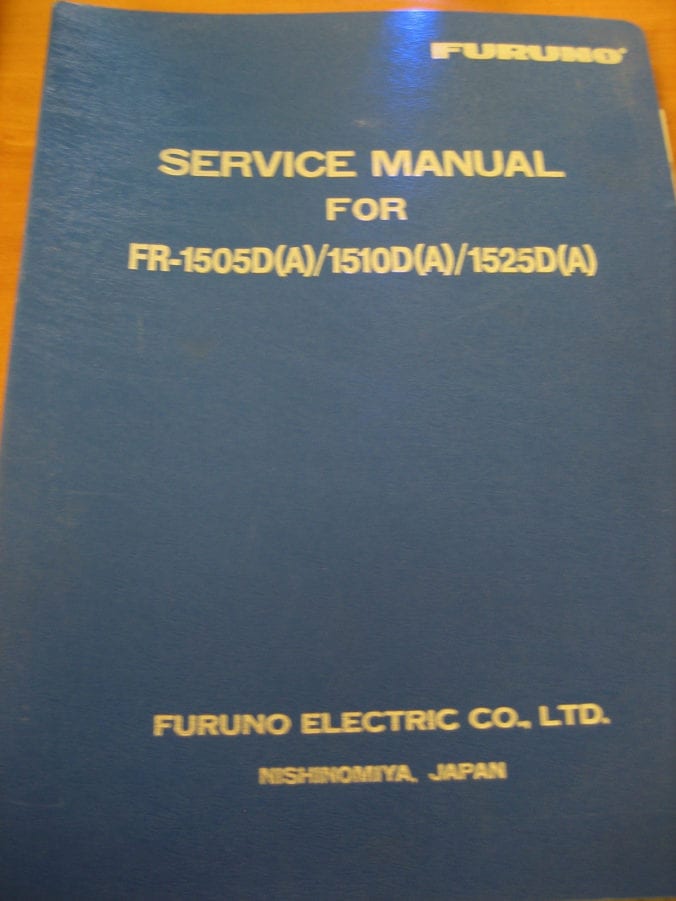 FURUNO®
SERVICE MANUAL
FOR
FR-1505D(A)/1510D(A)/1525D(A)
FURUNO ELECTRIC CO., LTD.
NISHINOMIYA, JAPAN